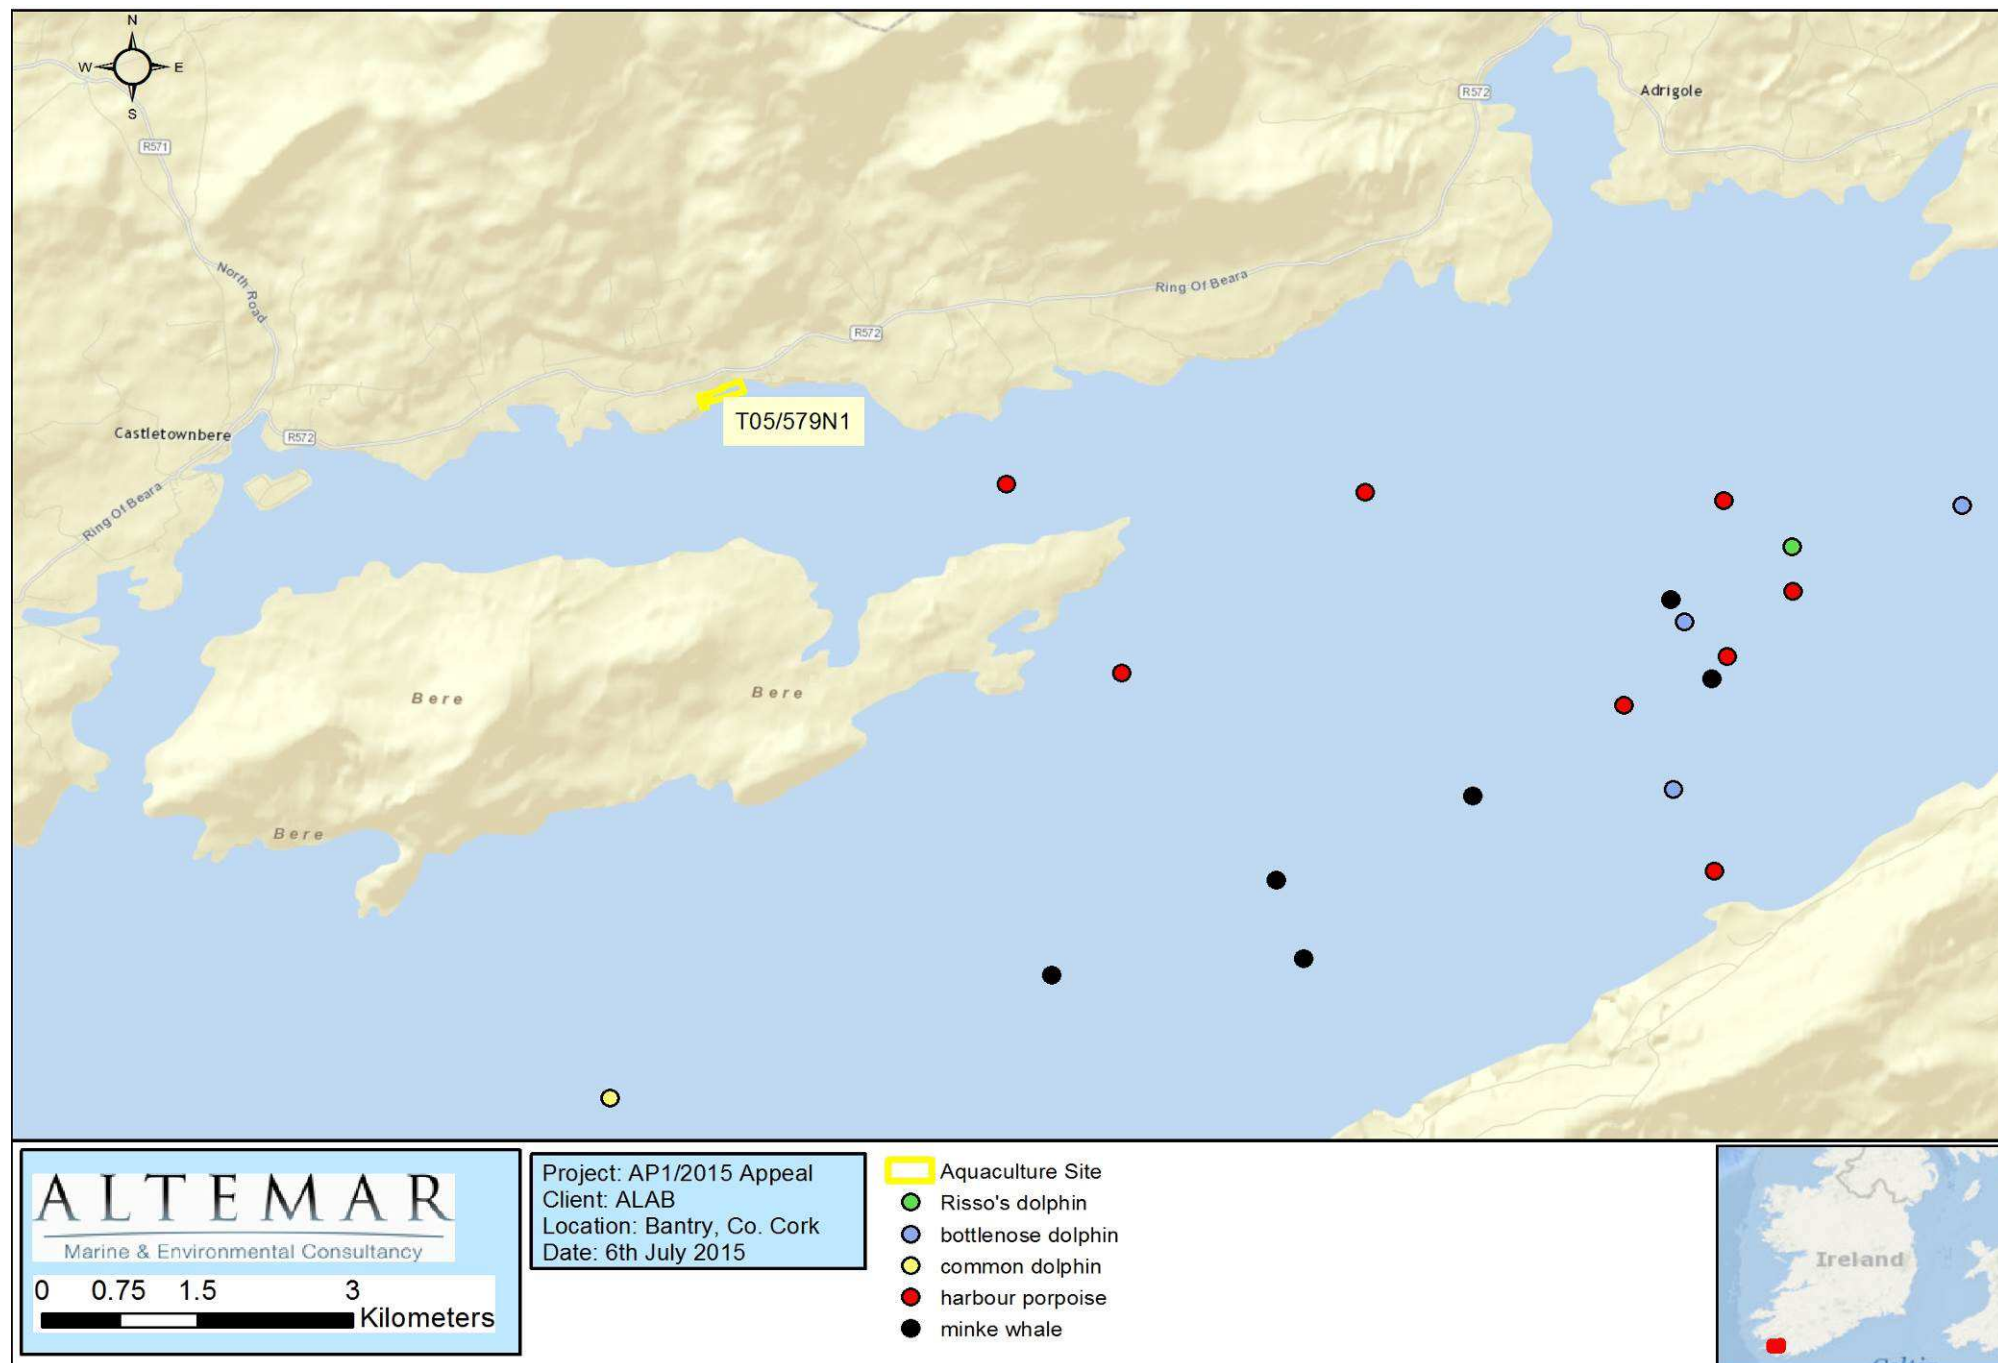 N
W E
S
R571
North Road
Castletownbere
R572
Ring Of Beara
R572
Ring Of Beara
R572
Adrigole
T05/579N1
Bere
Bere
Bere
ALTEMAR
Marine & Environmental Consultancy
0 0.75 1.5 3
Kilometers
Project: AP1/2015 Appeal
Client: ALAB
Location: Bantry, Co. Cork
Date: 6th July 2015
Aquaculture Site
Risso's dolphin
bottlenose dolphin
common dolphin
harbour porpoise
minke whale
Ireland